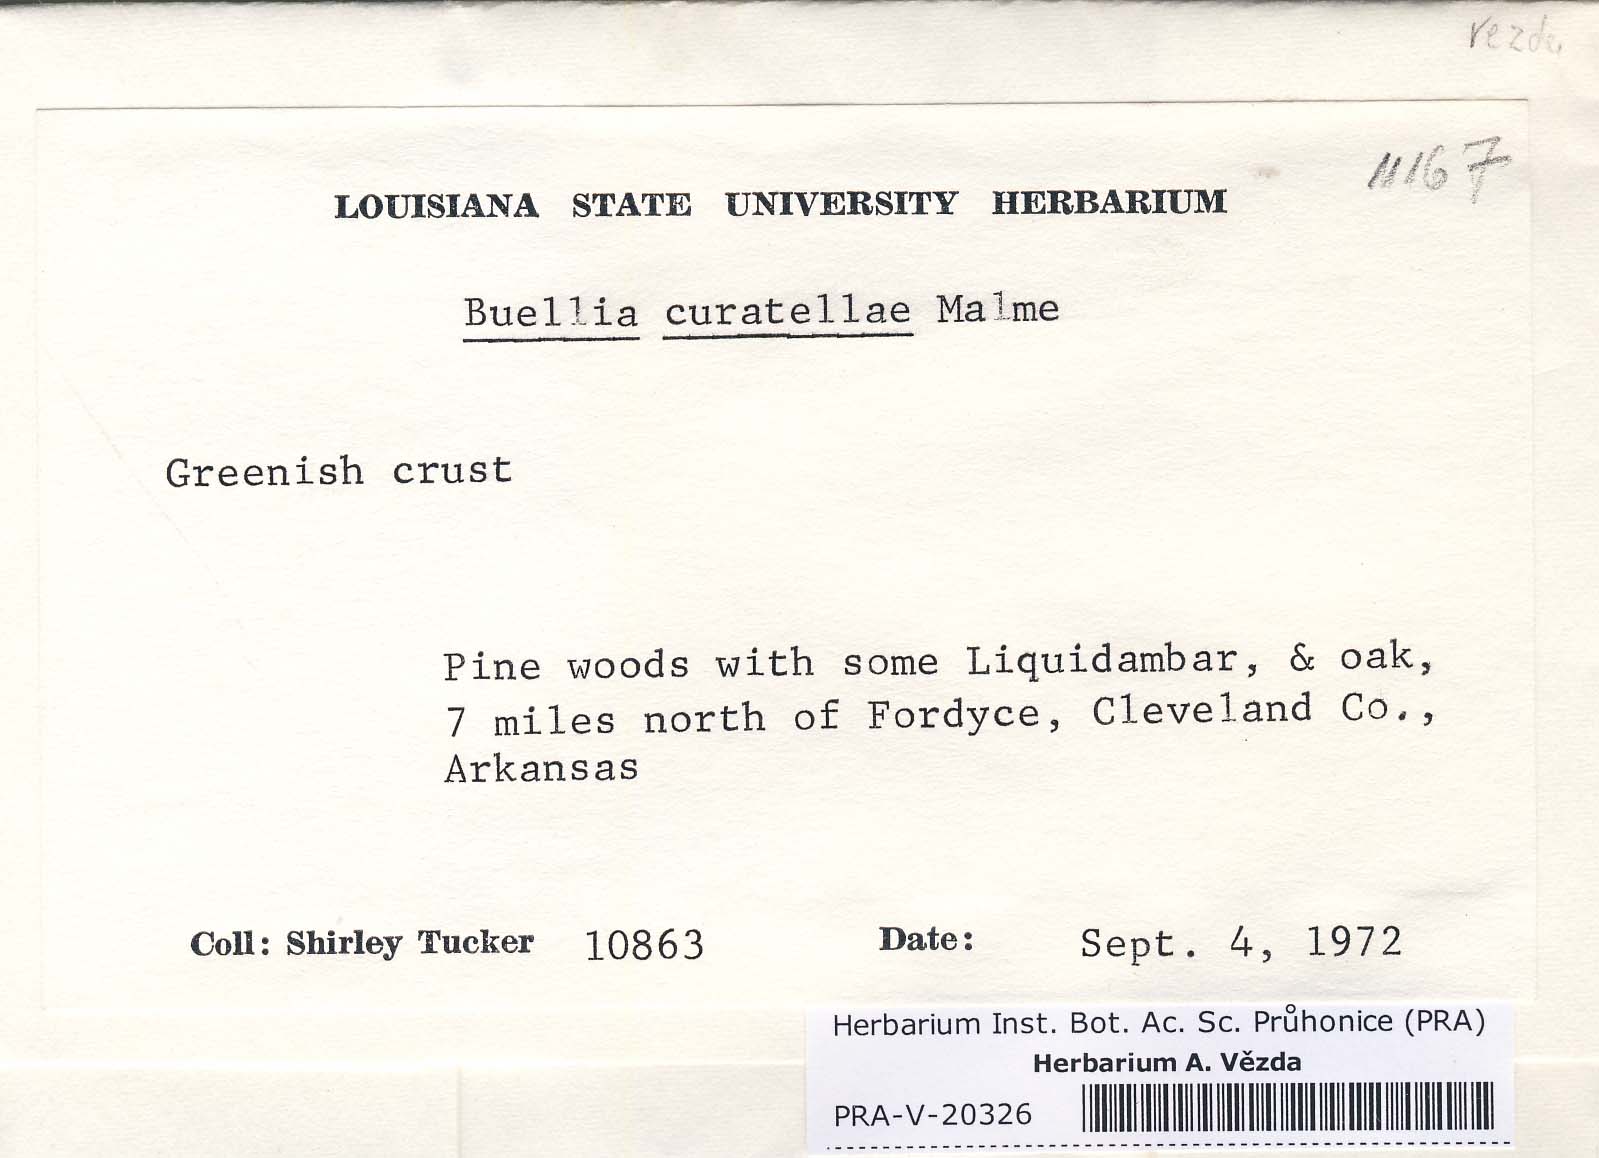 Vezda
11167
LOUISIANA STATE UNIVERSITY HERBARIUM
Buellia curatellae Malme
Greenish crust
Pine woods with some Liquidambar, & oak,
7 miles north of Fordyce, Cleveland Co.,
Arkansas
Coll: Shirley Tucker 10863 Date: Sept. 4, 1972
Herbarium Inst. Bot. Ac. Sc. Průhonice (PRA)
Herbarium A. Vězda
PRA-V-20326